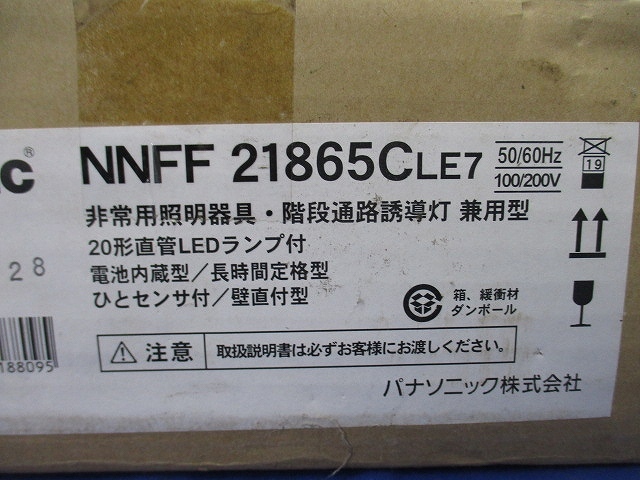 ic®
NNFF 21865CLE7
50/60Hz
100/200V
19
非常用照明器具・階段通路誘導灯 兼用型
20形直管LEDランプ付
電池内蔵型／長時間定格型
ひとセンサ付／壁直付型
28
箱、緩衝材
ダンボール
188095
注意
取扱説明書は必ずお客様にお渡しください。
パナソニック株式会社